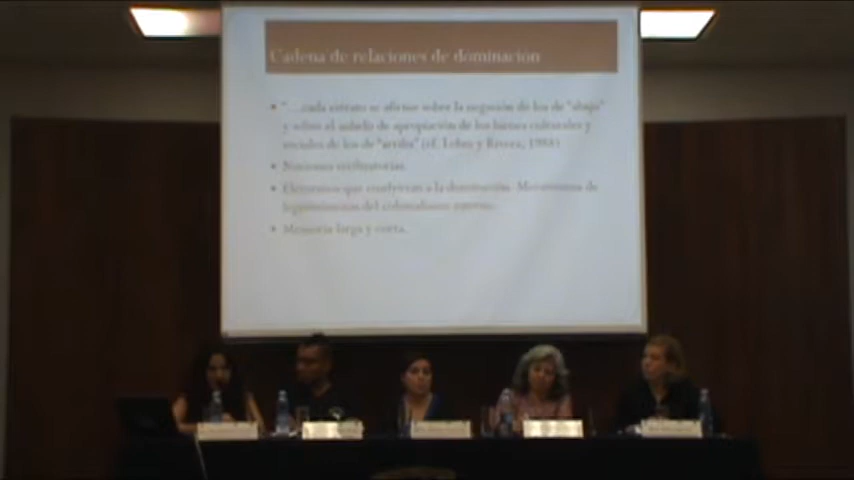 Cadena de relaciones de dominación
• "…cada estrato se afirma sobre la negación de los de "abajo"
y sobre el anhelo de apropiación de los bienes culturales y
sociales de los de "arriba" (cf. y Rivera, 1988)
• Nociones civilizatorias.
• Elementos que coadyuvan a la dominación. Mecanismos de
del colonialismo interno.
• Memoria larga y corta.